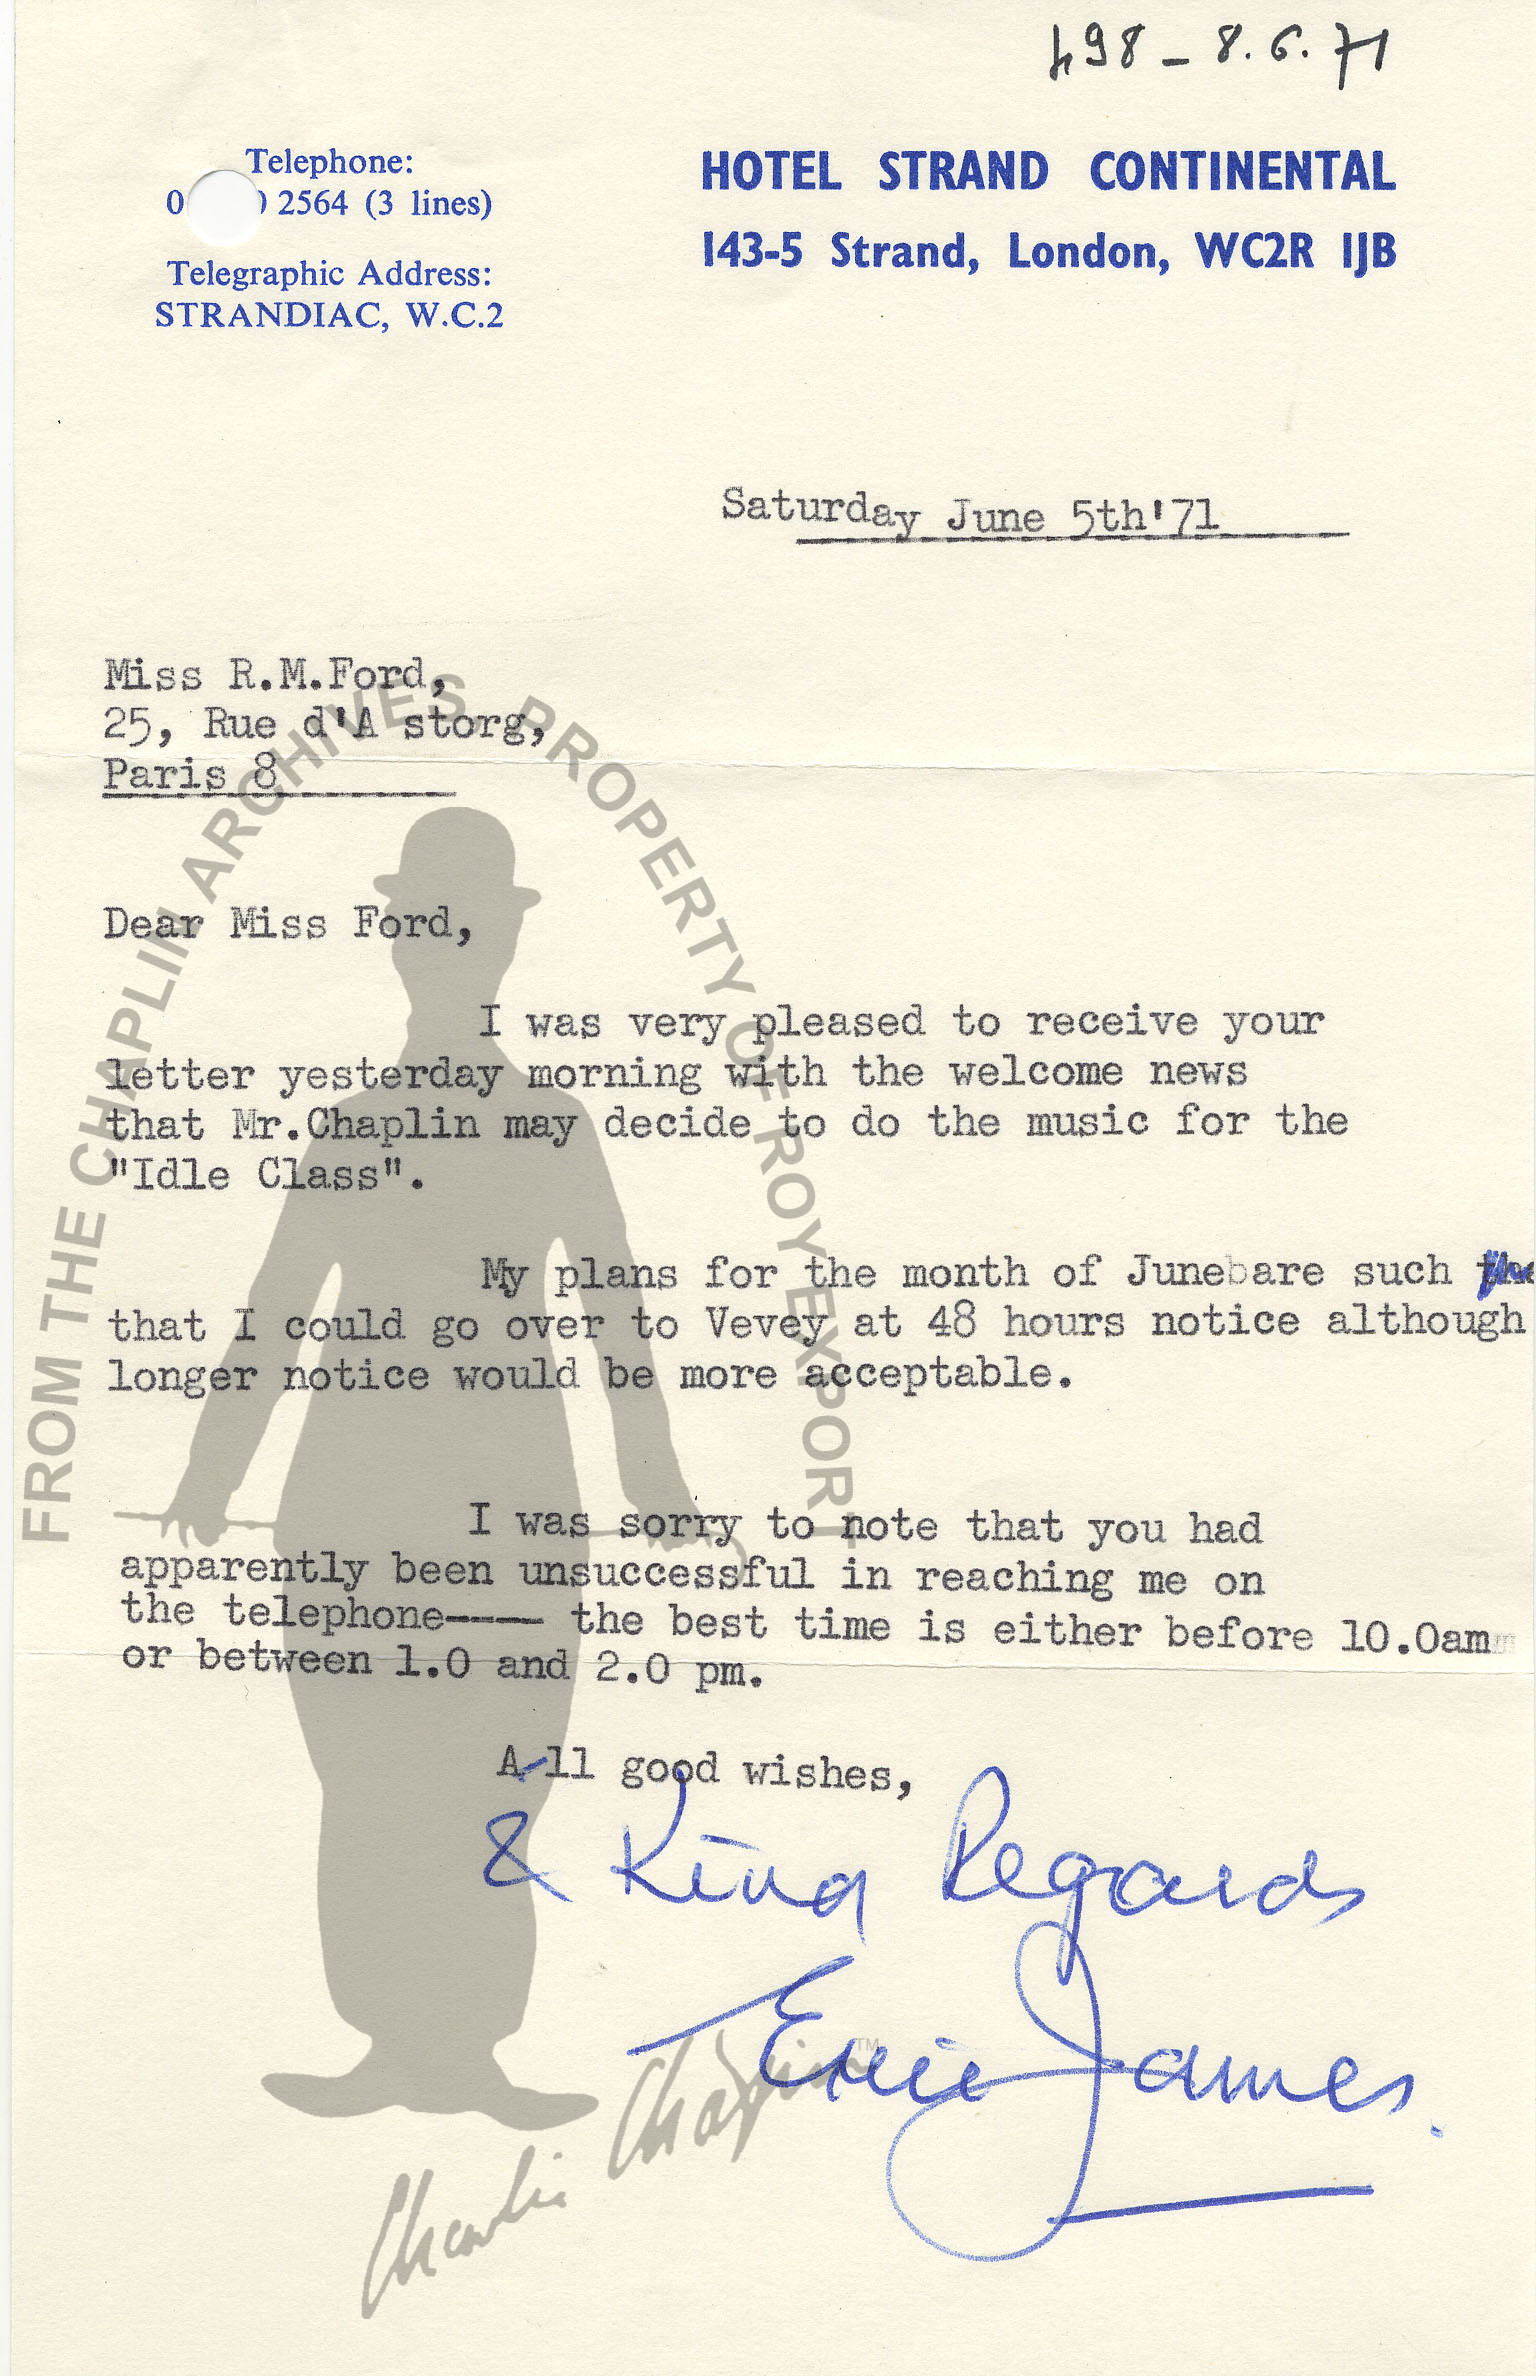 498 - 8.6.71
Telephone:
2564 (3 lines)
Telegraphic Address:
STRANDIAC, W.C.2
HOTEL STRAND CONTINENTAL
143-5 Strand, London, WC2R 1JB
Saturday June 5th'71
Miss R.M.Ford,
25, Rue d'A storg,
Paris 8
Dear Miss Ford,
I was very pleased to receive your
letter yesterday morning with the welcome news
that Mr.Chaplin may decide to do the music for the
"Idle Class".
My plans for the month of June are such
that I could go over to Vevey at 48 hours notice although
longer notice would be more acceptable.
I was sorry to note that you had
apparently been unsuccessful in reaching me on
the telephone---- the best time is either before 10.0am
or between 1.0 and 2.0 pm.
A ll good wishes,
& Kind Regards
Eric James.
FROM THE CHAPLIN ARCHIVES PROPERTY OF ROY EXPORT
Charlie Chaplin™